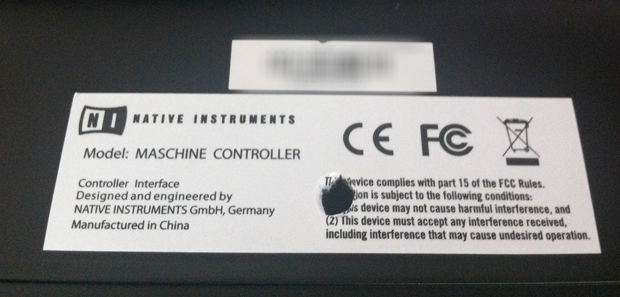 NI NATIVE INSTRUMENTS
Model: MASCHINE CONTROLLER
Controller Interface
Designed and engineered by
NATIVE INSTRUMENTS GmbH, Germany
Manufactured in China
CE FC
device complies with part 15 of the FCC Rules.
is subject to the following conditions:
device may not cause harmful interference, and
(2) This device must accept any interference received,
including interference that may cause undesired operation.